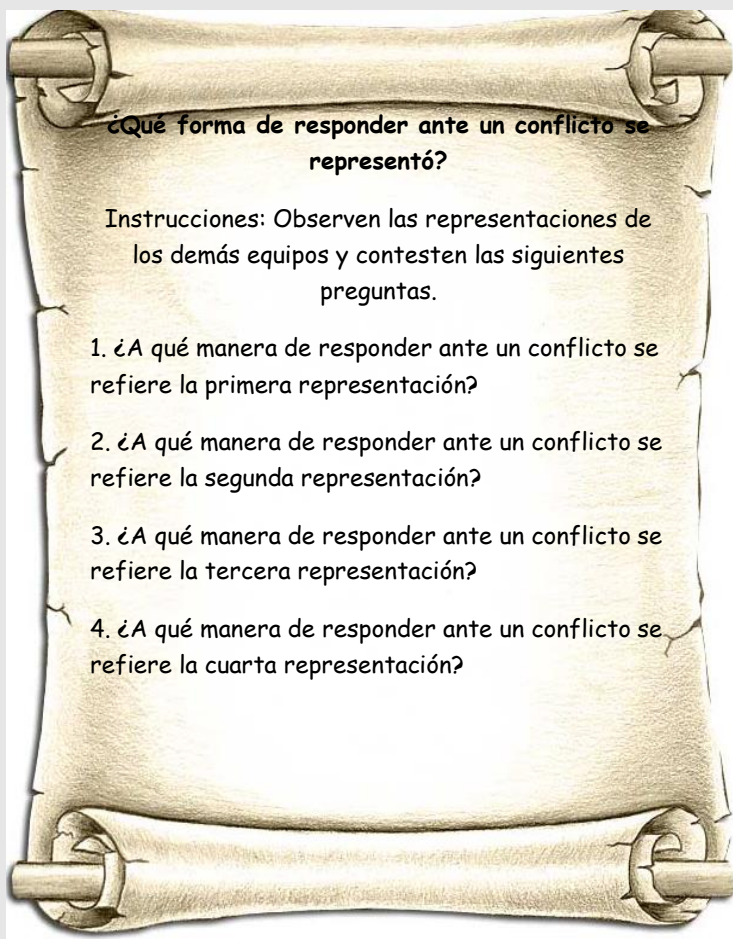 ¿Qué forma de responder ante un conflicto se
representó?
Instrucciones: Observen las representaciones de
los demás equipos y contesten las siguientes
preguntas.
1. ¿A qué manera de responder ante un conflicto se
refiere la primera representación?
2. ¿A qué manera de responder ante un conflicto se
refiere la segunda representación?
3. ¿A qué manera de responder ante un conflicto se
refiere la tercera representación?
4. ¿A qué manera de responder ante un conflicto se
refiere la cuarta representación?